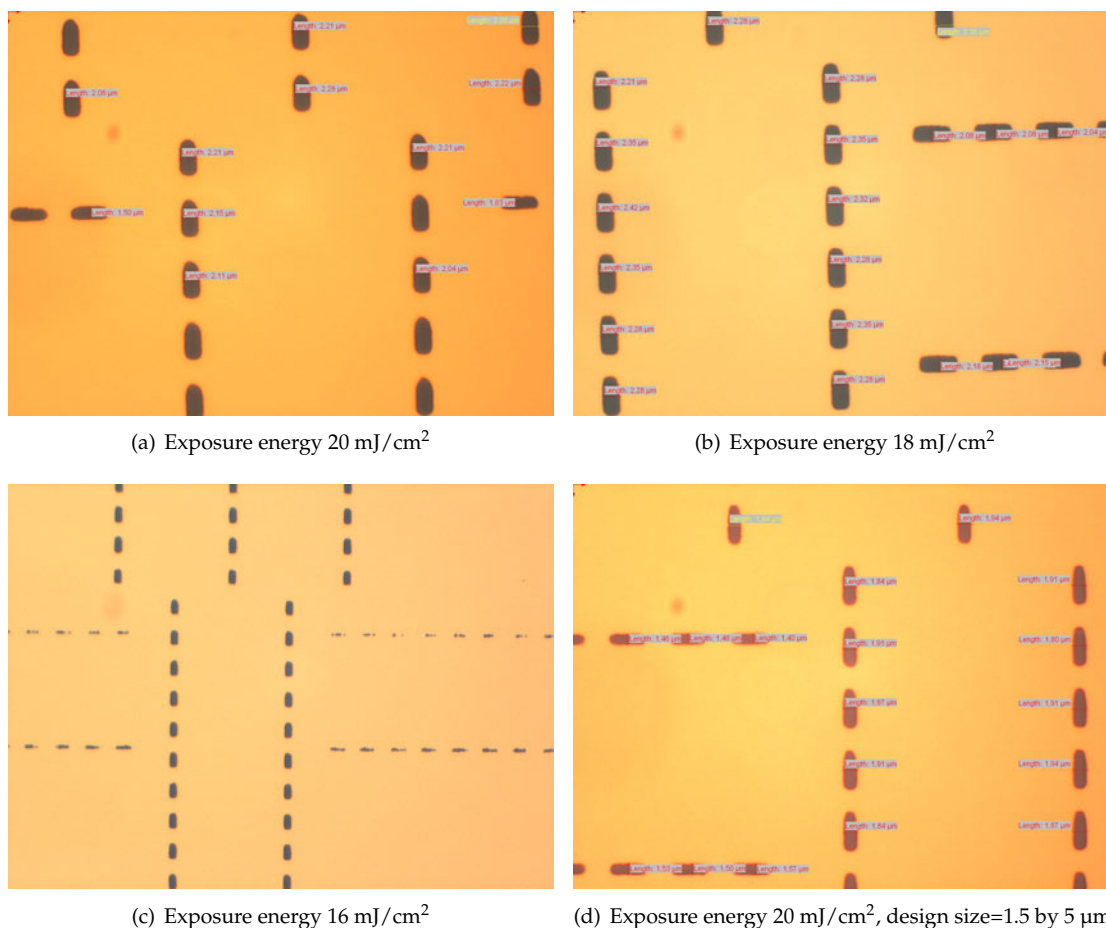 Length: 2.21 µm
Length: 2.08 µm
Length: 2.28 µm
Length: 2.22 µm
Length: 2.21 µm
Length: 2.21 µm
Length: 1.50 µm
Length: 2.15 µm
Length: 1.63 µm
Length: 2.11 µm
Length: 2.04 µm
(a) Exposure energy 20 mJ/cm²
Length: 2.28 µm
Length: 2.21 µm
Length: 2.28 µm
Length: 2.35 µm
Length: 2.35 µm
Length: 2.08 µm
Length: 2.08 µm
Length: 2.04 µm
Length: 2.42 µm
Length: 2.32 µm
Length: 2.35 µm
Length: 2.28 µm
Length: 2.28 µm
Length: 2.35 µm
Length: 2.18 µm
Length: 2.15 µm
Length: 2.28 µm
Length: 2.28 µm
(b) Exposure energy 18 mJ/cm²
(c) Exposure energy 16 mJ/cm²
Length: 1.94 µm
Length: 1.84 µm
Length: 1.91 µm
Length: 1.46 µm
Length: 1.46 µm
Length: 1.40 µm
Length: 1.91 µm
Length: 1.80 µm
Length: 1.87 µm
Length: 1.91 µm
Length: 1.91 µm
Length: 1.94 µm
Length: 1.84 µm
Length: 1.87 µm
Length: 1.53 µm
Length: 1.50 µm
Length: 1.57 µm
(d) Exposure energy 20 mJ/cm², design size=1.5 by 5 µm